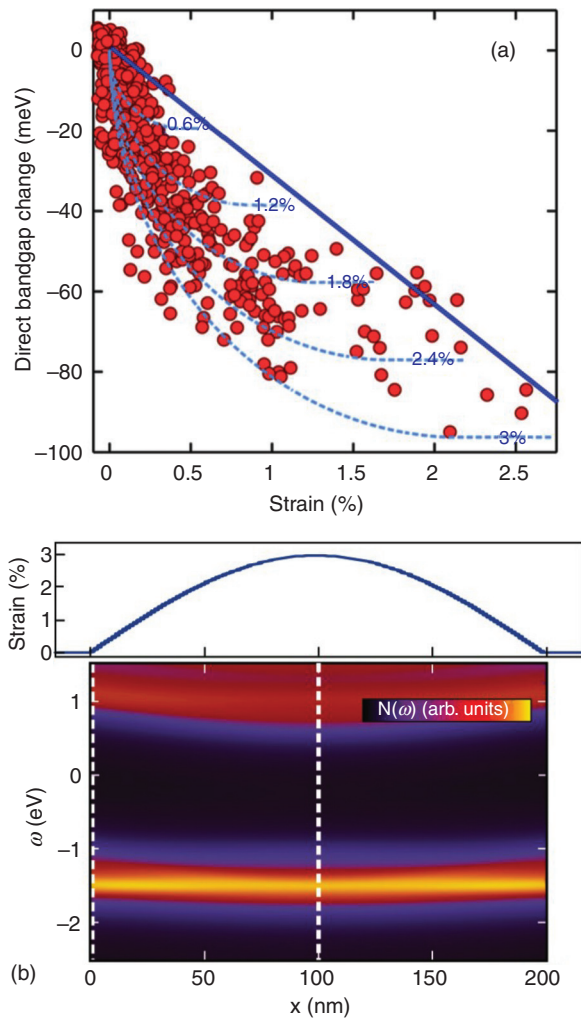 (a)
Direct bandgap change (meV)
0
−20
−40
−60
−80
−100
0.6%
1.2%
1.8%
2.4%
3%
0 0.5 1 1.5 2 2.5
Strain (%)
Strain (%)
3
2
1
0
N(ω) (arb. units)
ω (eV)
1
0
−1
−2
0 50 100 150 200
(b)
x (nm)